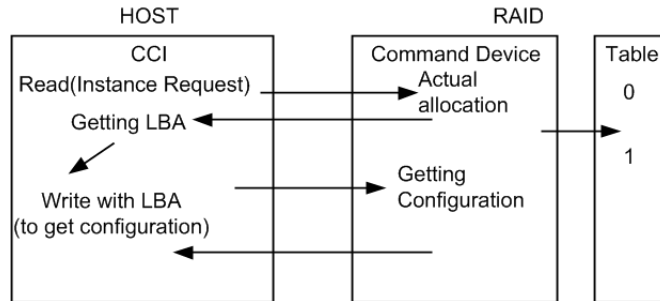 HOST
RAID
CCI
Read(Instance Request)
Getting LBA
Write with LBA
(to get configuration)
Command Device
Actual
allocation
Getting
Configuration
Table
0
1